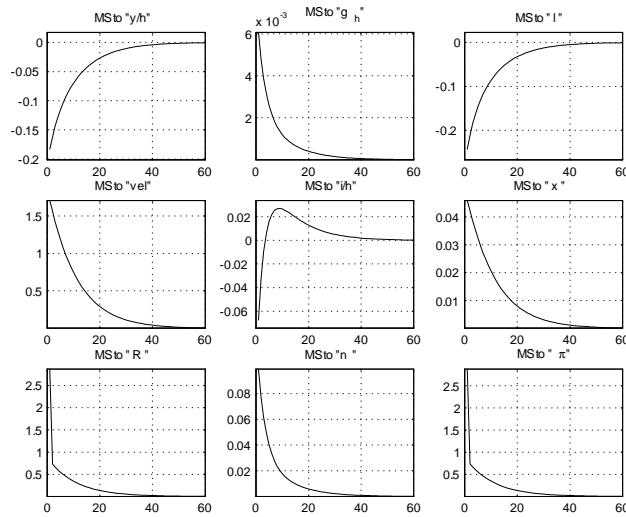 MSto "y/h"
0
-0.05
-0.1
-0.15
-0.2
0 20 40 60
x 10⁻³ MSto "g h"
6
4
2
0 20 40 60
MSto "l"
0
-0.1
-0.2
0 20 40 60
MSto "vel"
1.5
1
0.5
0 20 40 60
MSto "i/h"
0.02
0
-0.02
-0.04
-0.06
0 20 40 60
MSto " x "
0.04
0.03
0.02
0.01
0 20 40 60
MSto " R "
2.5
2
1.5
1
0.5
0 20 40 60
MSto " n "
0.08
0.06
0.04
0.02
0 20 40 60
MSto " π"
2.5
2
1.5
1
0.5
0 20 40 60